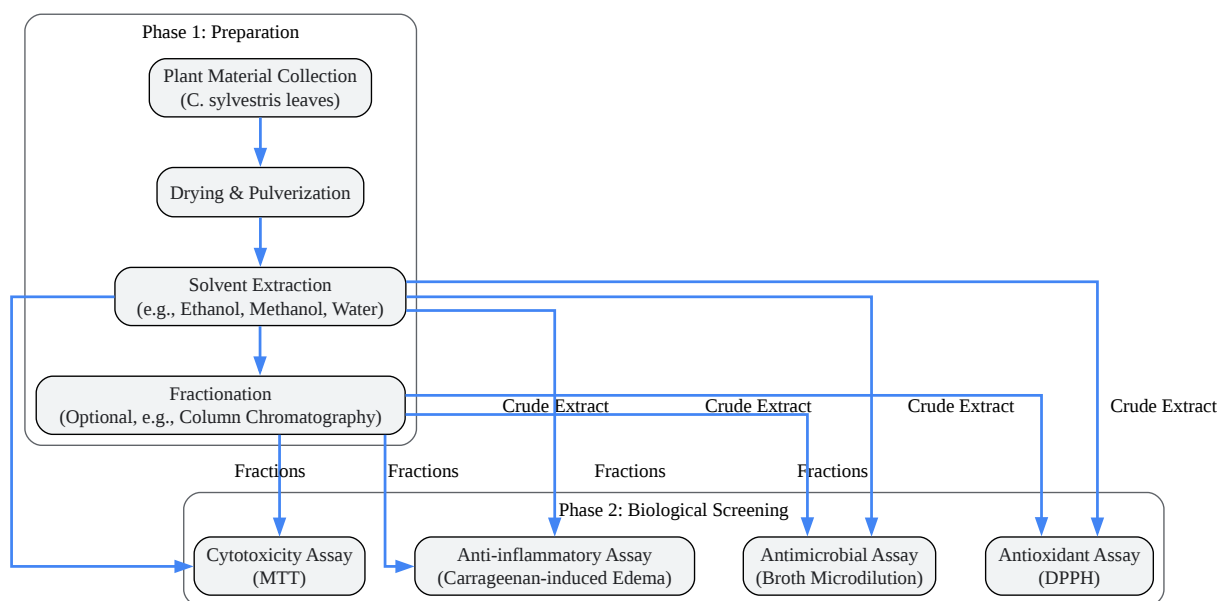 Phase 1: Preparation
Plant Material Collection
(C. sylvestris leaves)
Drying & Pulverization
Solvent Extraction
(e.g., Ethanol, Methanol, Water)
Fractionation
(Optional, e.g., Column Chromatography)
Crude Extract
Crude Extract
Crude Extract
Crude Extract
Fractions
Fractions
Fractions
Fractions
Phase 2: Biological Screening
Cytotoxicity Assay
(MTT)
Anti-inflammatory Assay
(Carrageenan-induced Edema)
Antimicrobial Assay
(Broth Microdilution)
Antioxidant Assay
(DPPH)